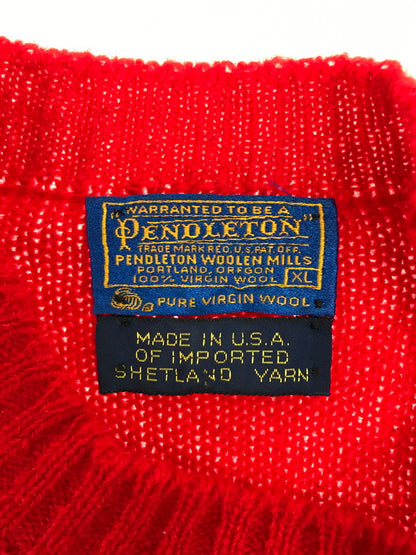 "WARRANTED TO BE A
PENDLETON"
TRADE MARK REG. U.S. PAT. OFF.
PENDLETON WOOLEN MILLS
PORTLAND, OREGON
100% VIRGIN WOOL XL
PURE VIRGIN WOOL
MADE IN U.S.A.
OF IMPORTED
SHETLAND YARN